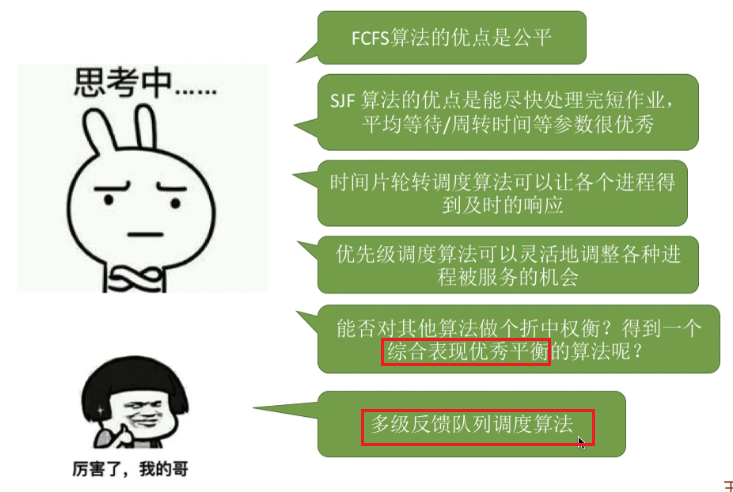 FCFS算法的优点是公平
思考中......
SJF 算法的优点是能尽快处理完短作业，
平均等待/周转时间等参数很优秀
时间片轮转调度算法可以让各个进程得
到及时的响应
优先级调度算法可以灵活地调整各种进
程被服务的机会
能否对其他算法做个折中权衡？得到一个
综合表现优秀平衡的算法呢？
多级反馈队列调度算法
厉害了，我的哥